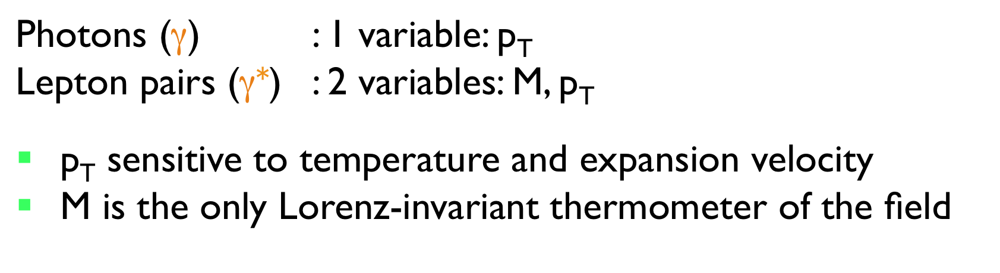 Photons (γ) : 1 variable: pT
Lepton pairs (γ*) : 2 variables: M, pT
▪ pT sensitive to temperature and expansion velocity
▪ M is the only Lorenz-invariant thermometer of the field